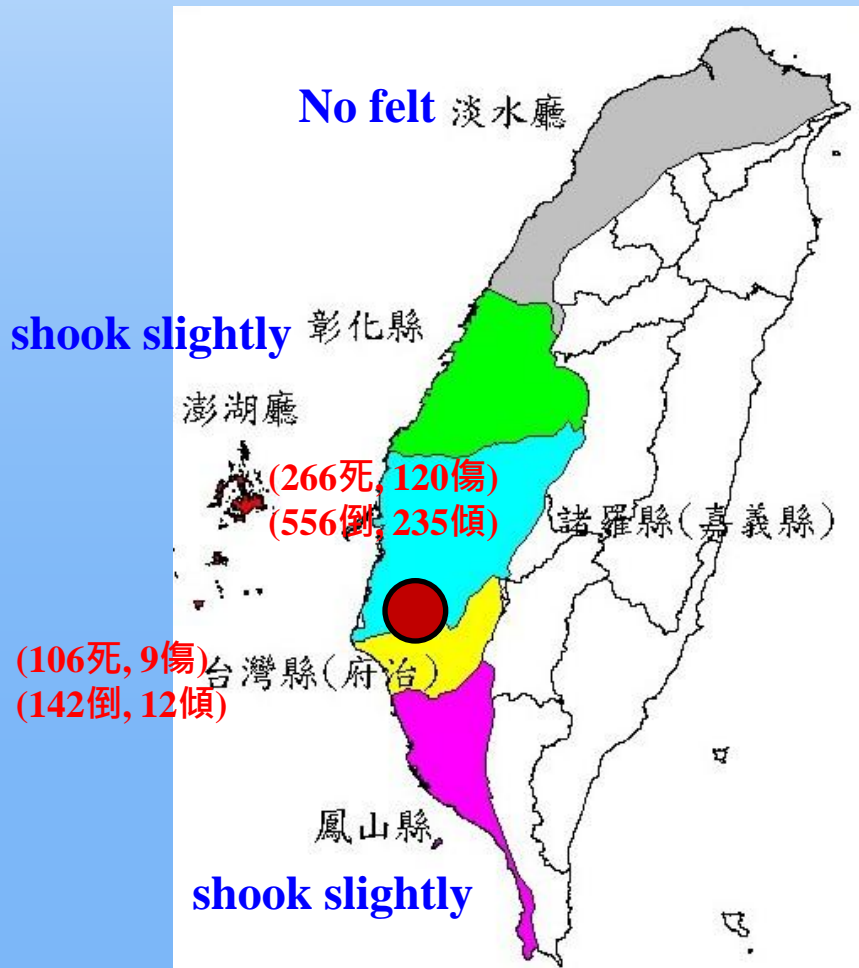 No felt 淡水廳
shook slightly 彰化縣
澎湖廳
(266死, 120傷)
(556倒, 235傾)
諸羅縣(嘉義縣)
(106死, 9傷)
台灣縣(府治)
(142倒, 12傾)
鳳山縣
shook slightly